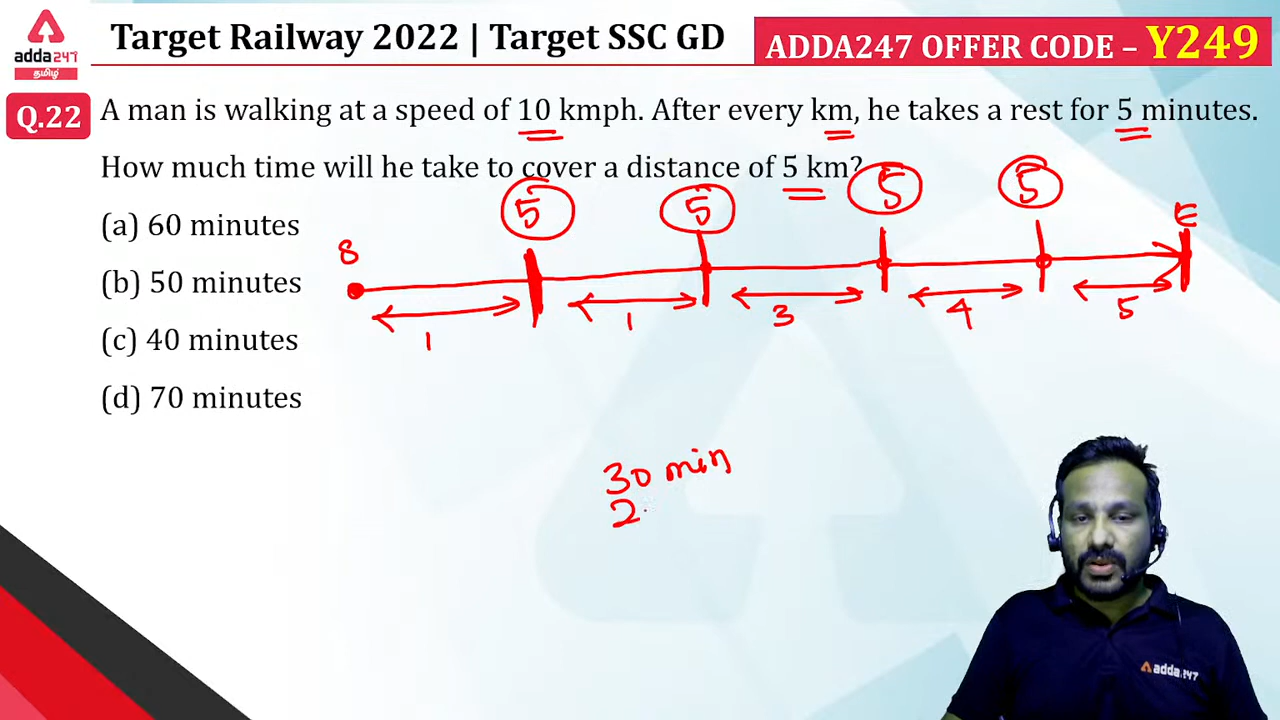 adda247
தமிழ்
Target Railway 2022 | Target SSC GD
ADDA247 OFFER CODE – Y249
Q.22
A man is walking at a speed of 10 kmph. After every km, he takes a rest for 5 minutes.
How much time will he take to cover a distance of 5 km?
(a) 60 minutes
(b) 50 minutes
(c) 40 minutes
(d) 70 minutes
5 5 5 5
S E
1 1 3 4 5
30 min
2
adda247